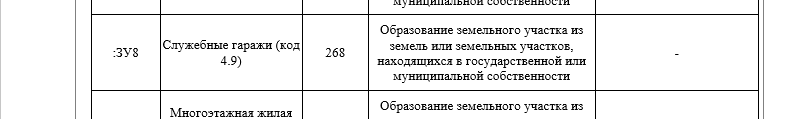 муниципальной собственности
:ЗУ8
Служебные гаражи (код
4.9)
268
Образование земельного участка из
земель или земельных участков,
находящихся в государственной или
муниципальной собственности
-
Многоэтажная жилая
Образование земельного участка из